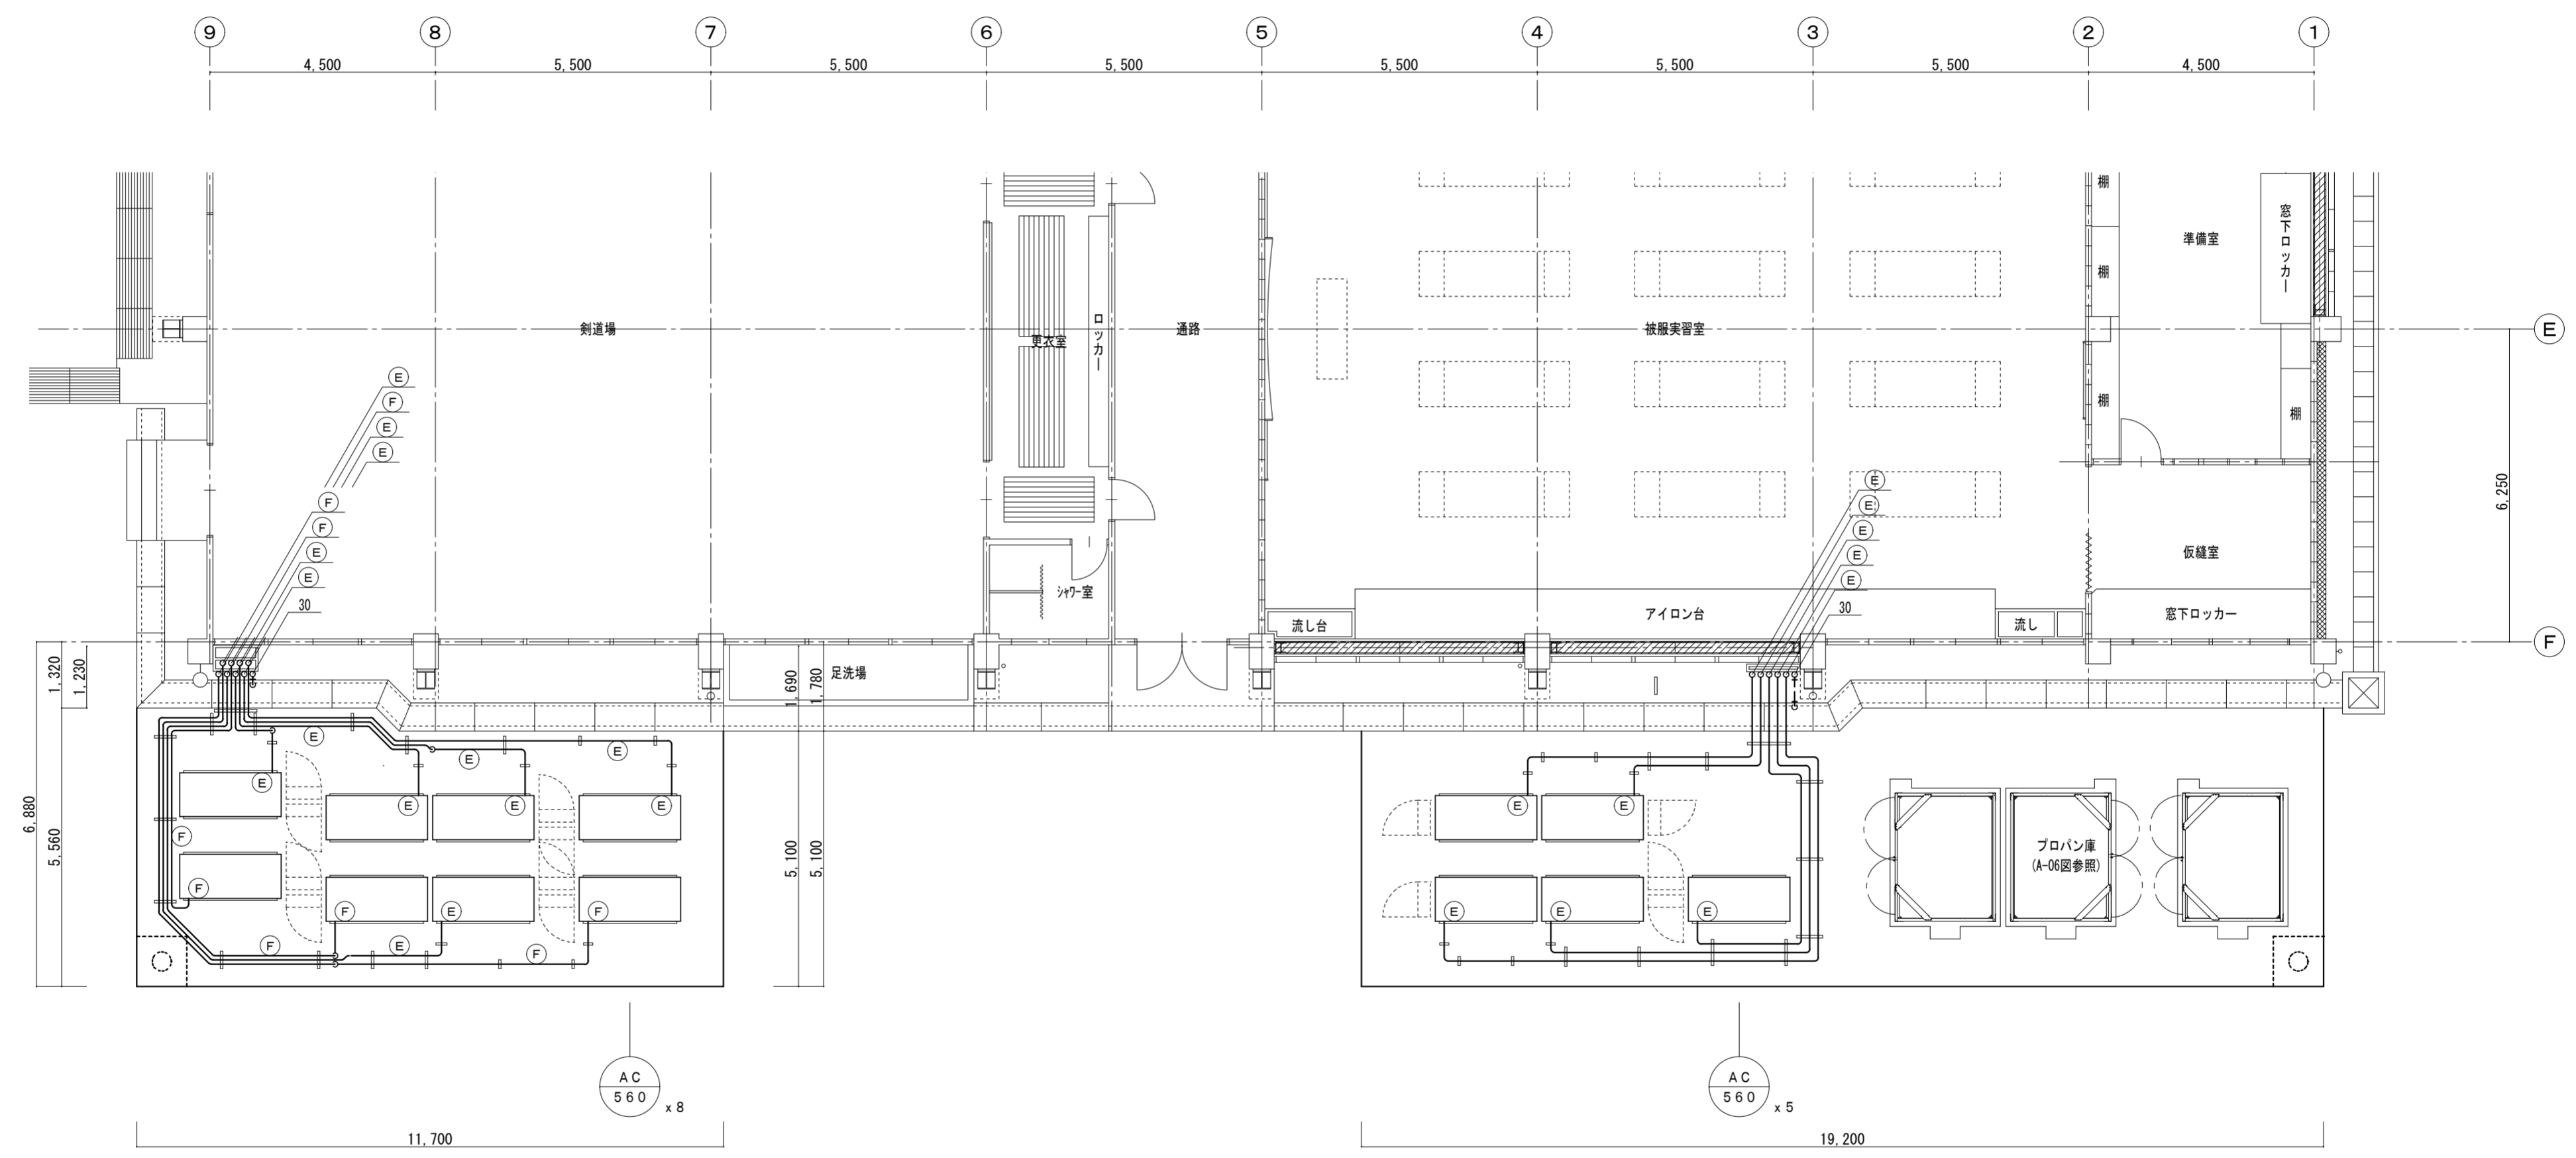 9 8 7 6 5 4 3 2 1
4,500 5,500 5,500 5,500 5,500 5,500 5,500 4,500
棚
窓下ロッカー
準備室
棚
剣道場
更衣室
ロッカー
通路
被服実習室
E
棚
棚
E
F
E
E
F
F
E
E
30
E
E
E
E
E
30
6,250
仮縫室
シャワー室
流し台
アイロン台
流し
窓下ロッカー
F
1,320
1,230
足洗場
1,690
1,780
E
E
E
E
E
E
E
F
F
F
E
F
F
E
F
6,880
5,560
5,100
5,100
E
E
E
E
E
プロパン庫
(A-06図参照)
AC
560
x8
AC
560
x5
11,700
19,200